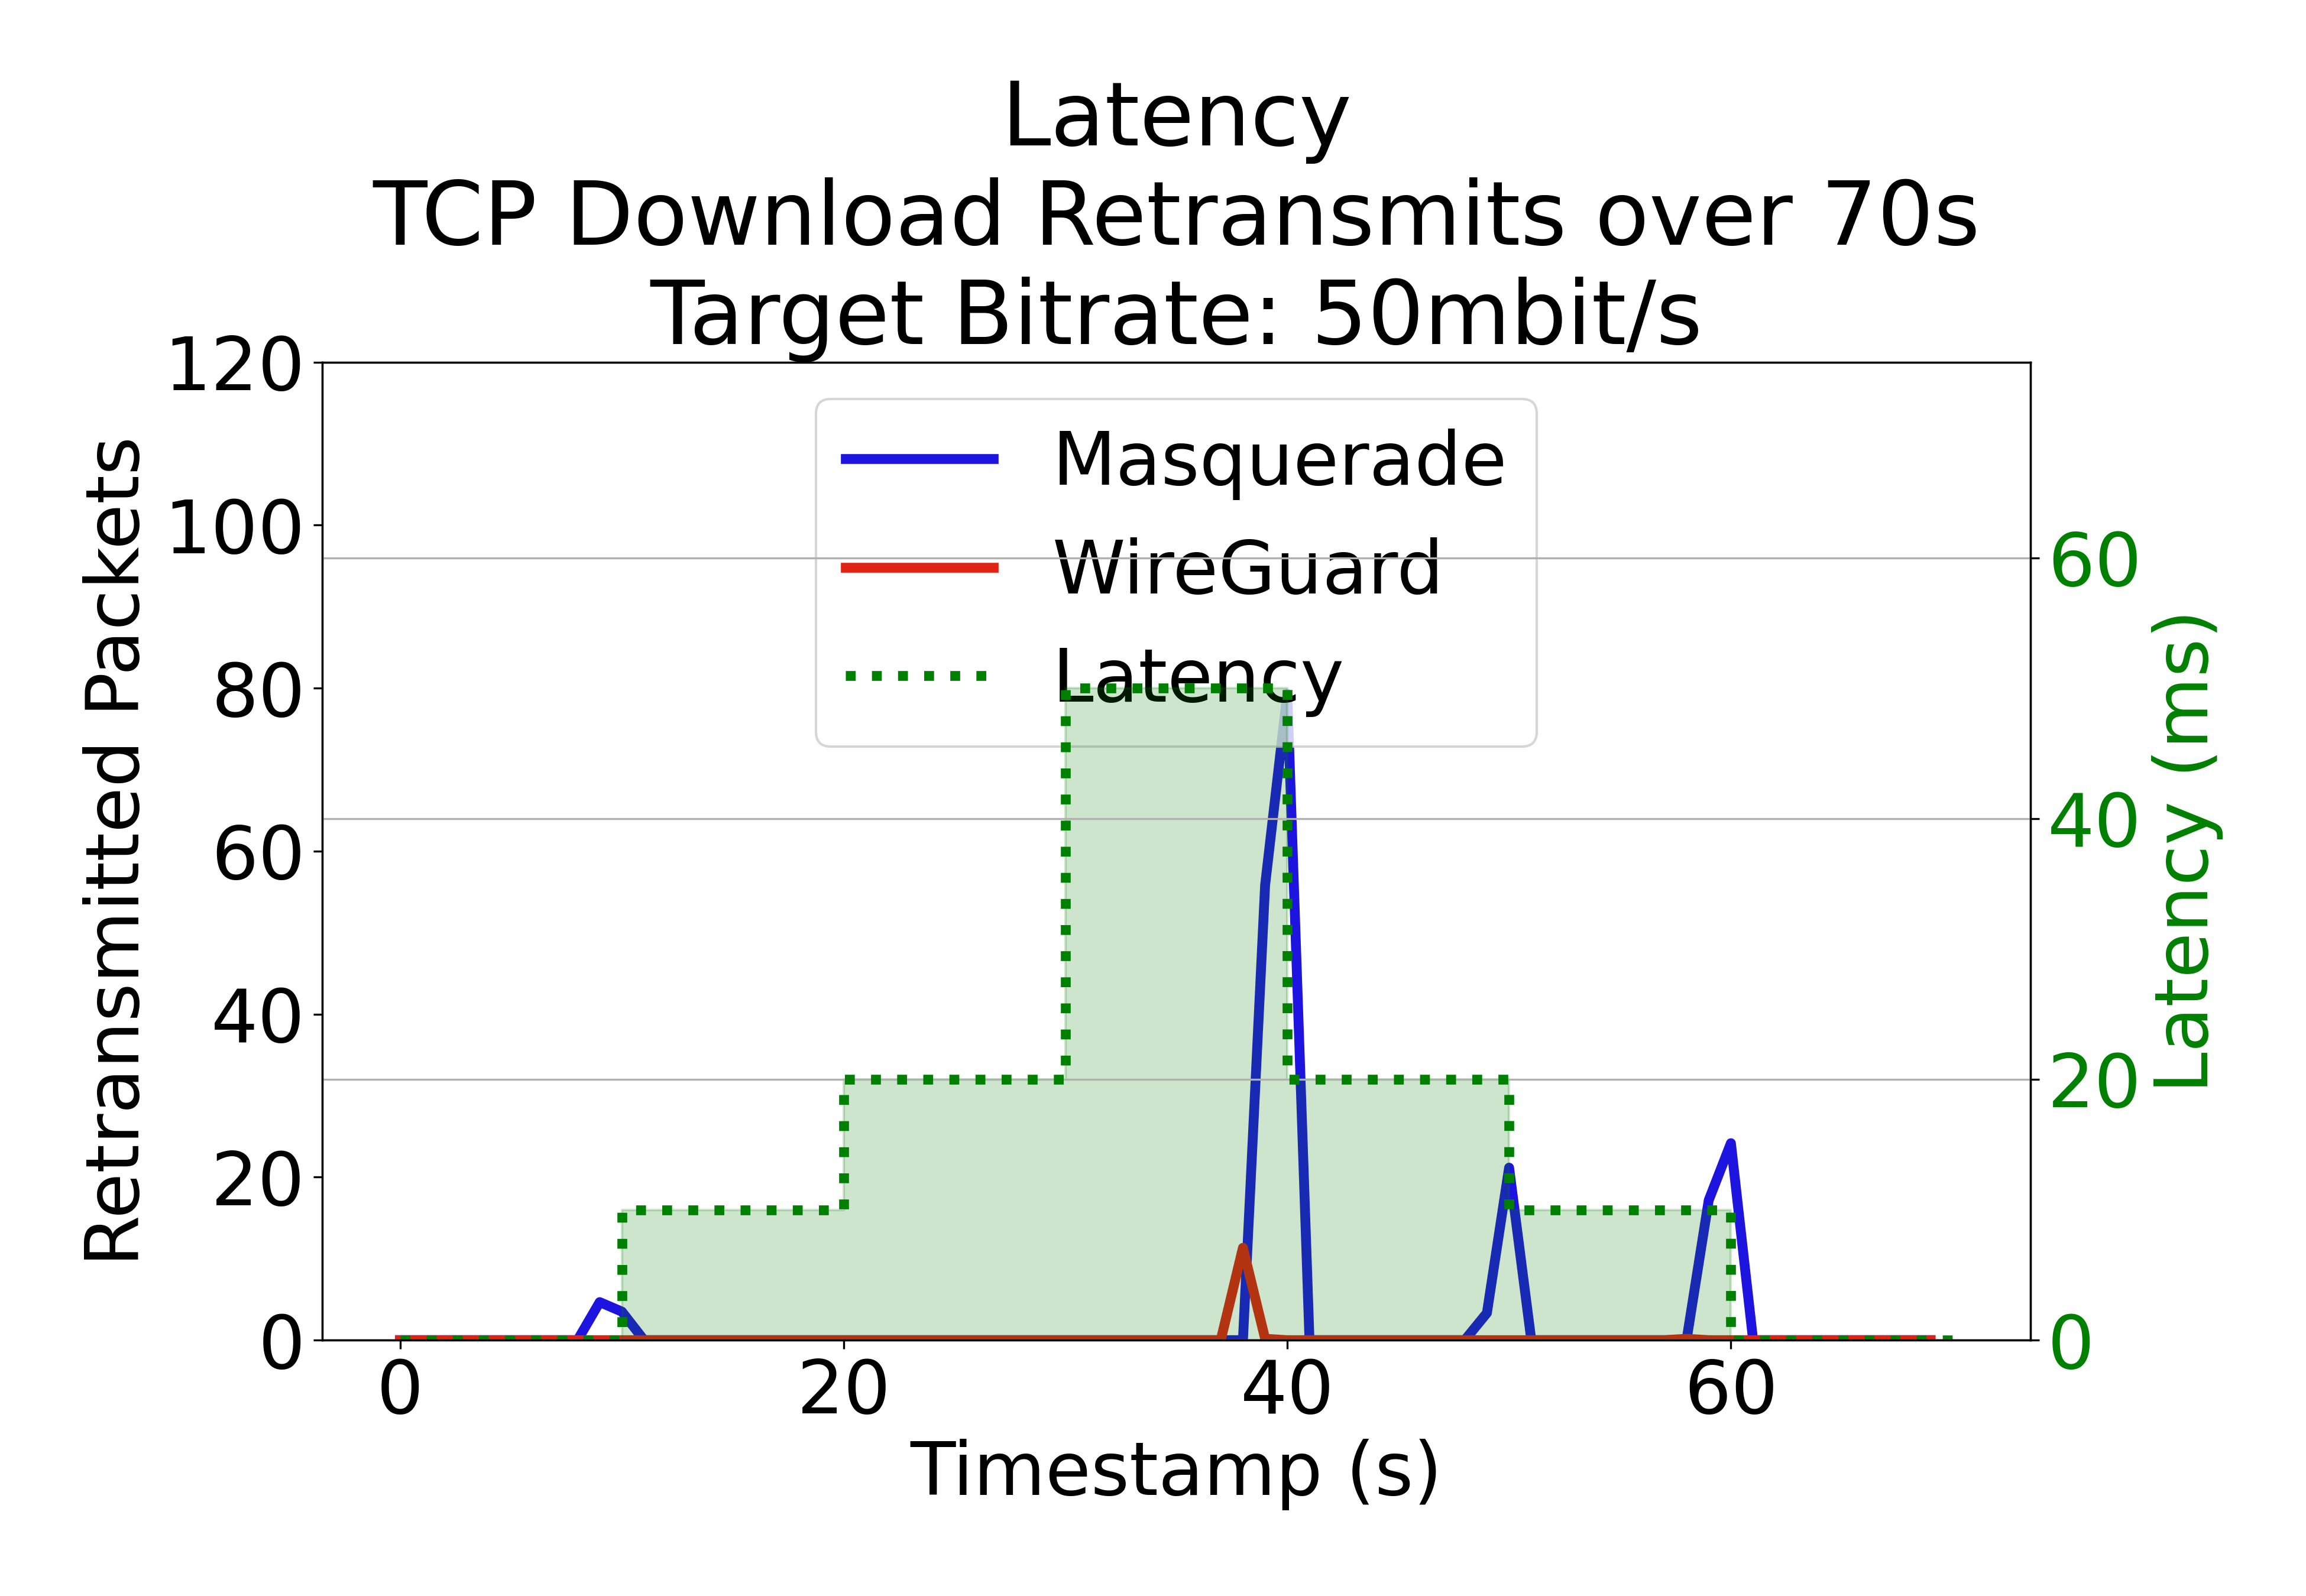 Latency
TCP Download Retransmits over 70s
Target Bitrate: 50mbit/s
Retransmitted Packets
120
100
80
60
40
20
0
Masquerade
WireGuard
Latency
60
40
20
0
Latency (ms)
0
20
40
60
Timestamp (s)